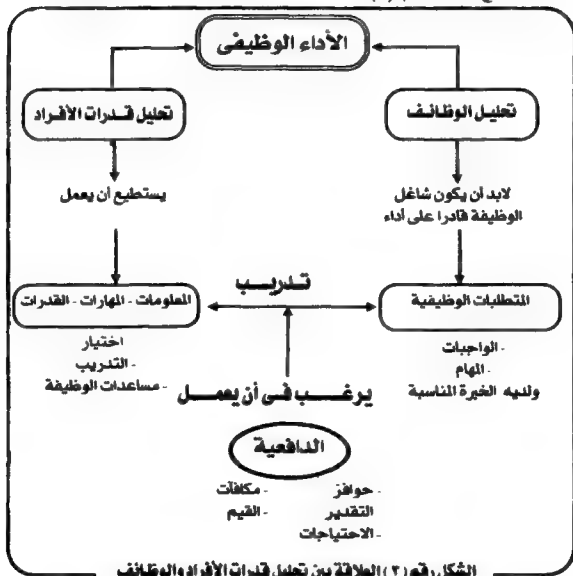 الأداء الوظيفى
تحليل الوظائف
تحليل قدرات الأفراد
لابد أن يكون شاغل
الوظيفة قادرا على أداء
يستطيع أن يعمل
تدريب
المتطلبات الوظيفية
المعلومات - المهارات - القدرات
- الواجبات
- المهام
ولديه الخبرة المناسبة
اختيار
- التدريب
- مساعدات الوظيفة
يرغب فى أن يعمل
الدافعية
- حوافز - مكافآت
التقدير - القيم
- الاحتياجات
الشكل رقم (٢) العلاقة بين تحليل قدرات الأفراد والوظائف